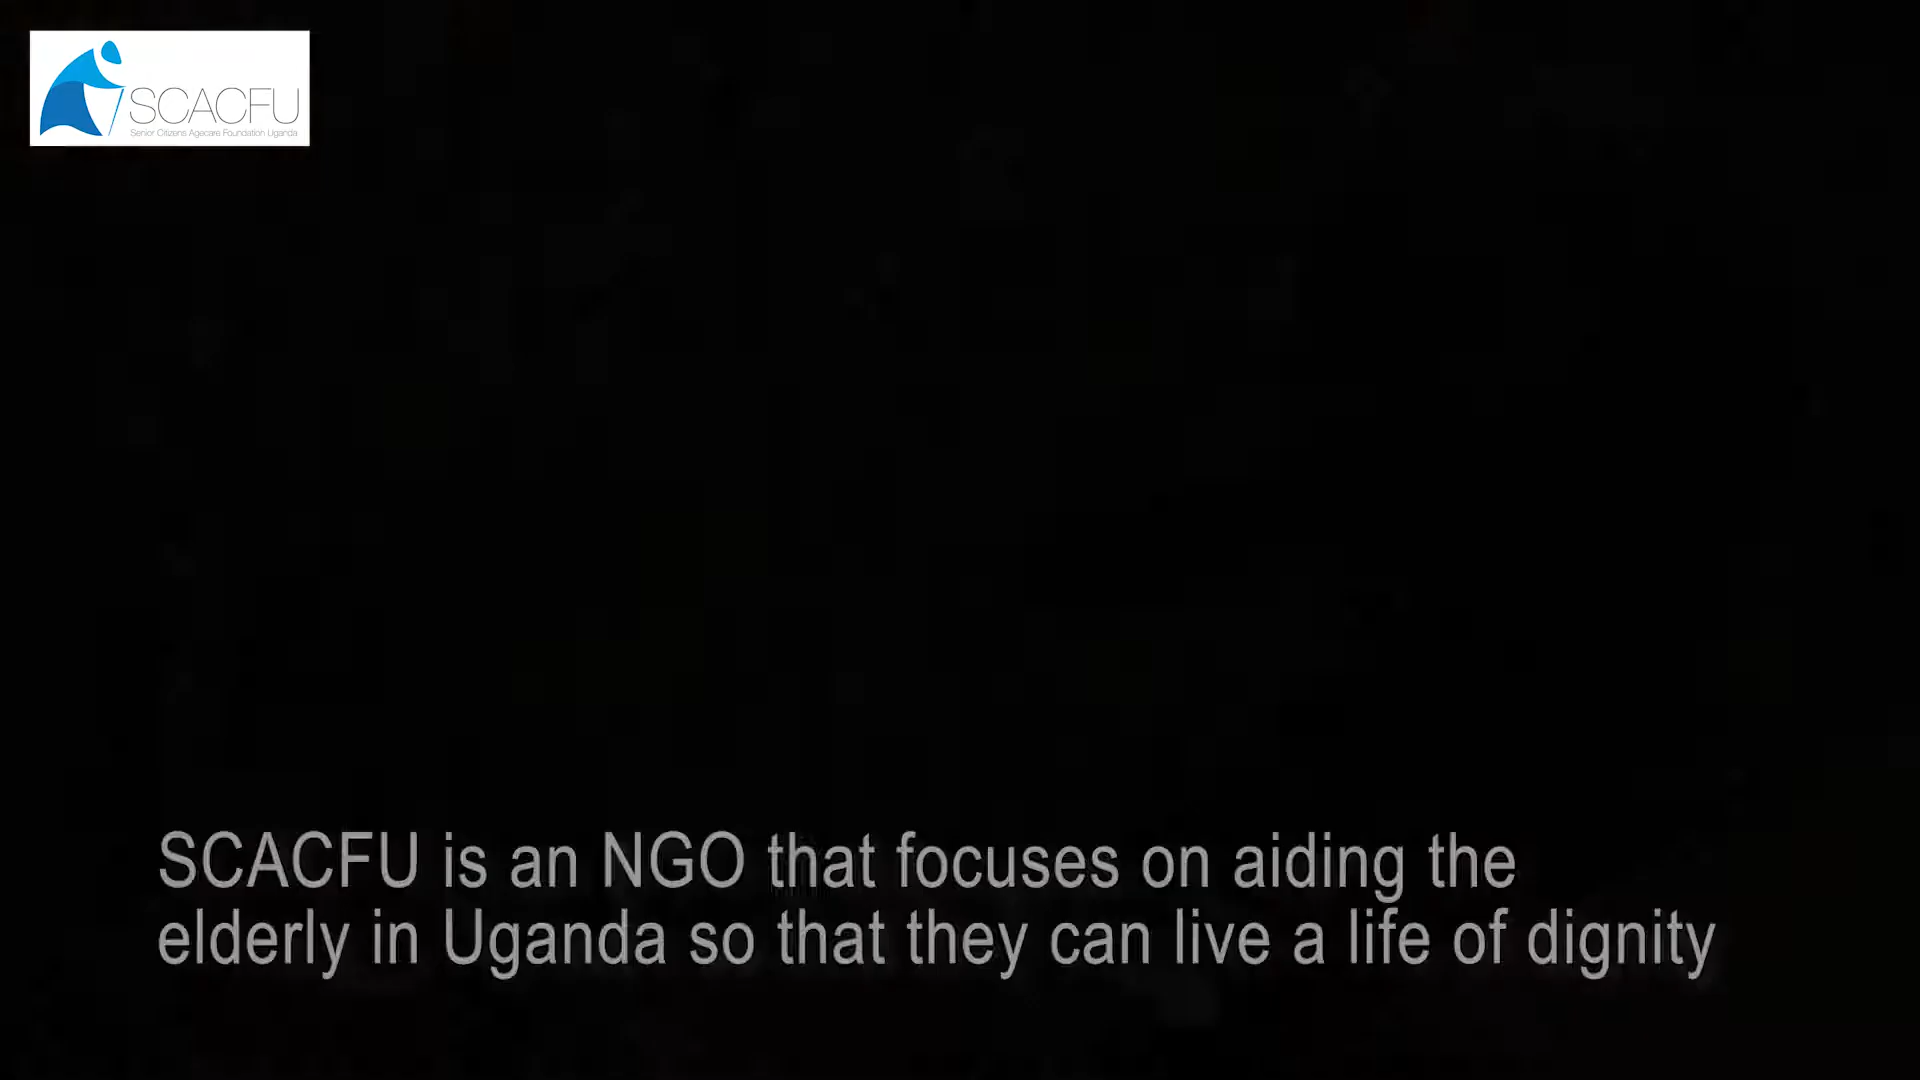 SCACFU
Senior Citizens Agecare Foundation Uganda
SCACFU is an NGO that focuses on aiding the
elderly in Uganda so that they can live a life of dignity